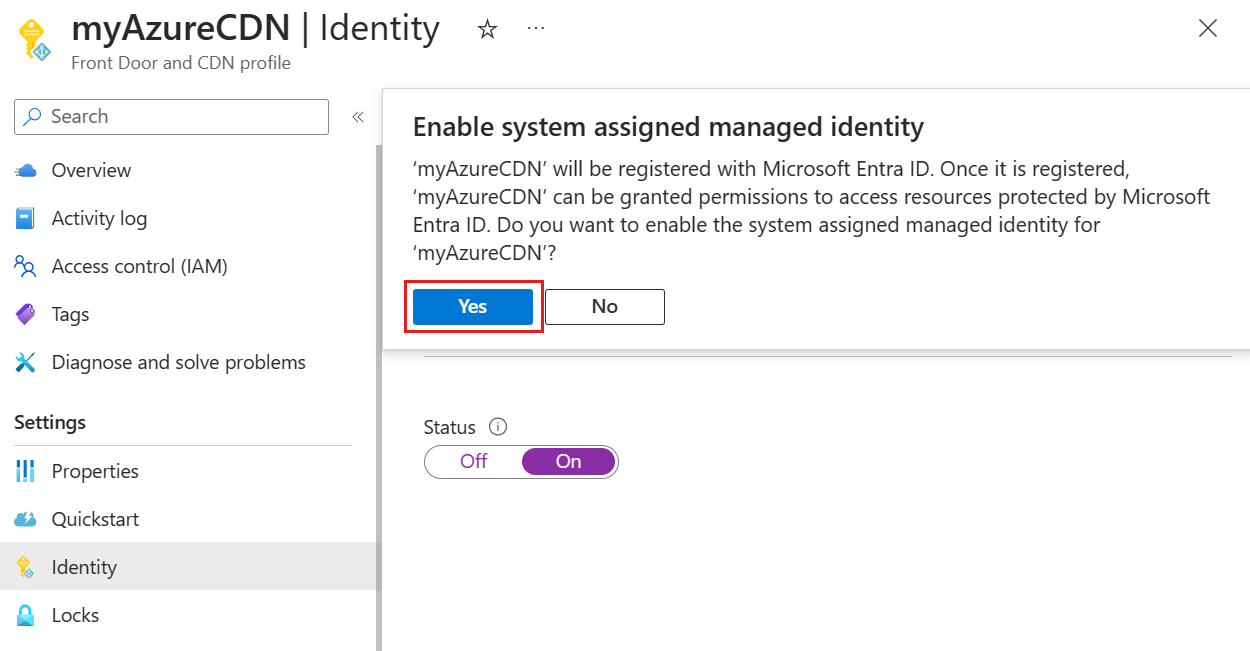 myAzureCDN | Identity
Front Door and CDN profile
Search
Overview
Activity log
Access control (IAM)
Tags
Diagnose and solve problems
Settings
Properties
Quickstart
Identity
Locks
Enable system assigned managed identity
‘myAzureCDN’ will be registered with Microsoft Entra ID. Once it is registered,
‘myAzureCDN’ can be granted permissions to access resources protected by Microsoft
Entra ID. Do you want to enable the system assigned managed identity for
‘myAzureCDN’?
Yes No
Status
Off On